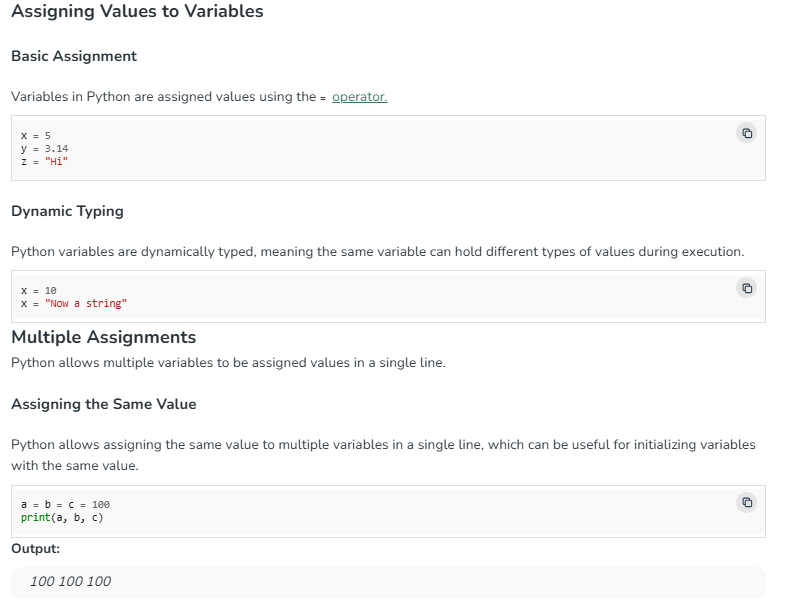 Assigning Values to Variables
Basic Assignment
Variables in Python are assigned values using the = operator.
x = 5
y = 3.14
z = "Hi"
Dynamic Typing
Python variables are dynamically typed, meaning the same variable can hold different types of values during execution.
x = 10
x = "Now a string"
Multiple Assignments
Python allows multiple variables to be assigned values in a single line.
Assigning the Same Value
Python allows assigning the same value to multiple variables in a single line, which can be useful for initializing variables
with the same value.
a = b = c = 100
print(a, b, c)
Output:
100 100 100